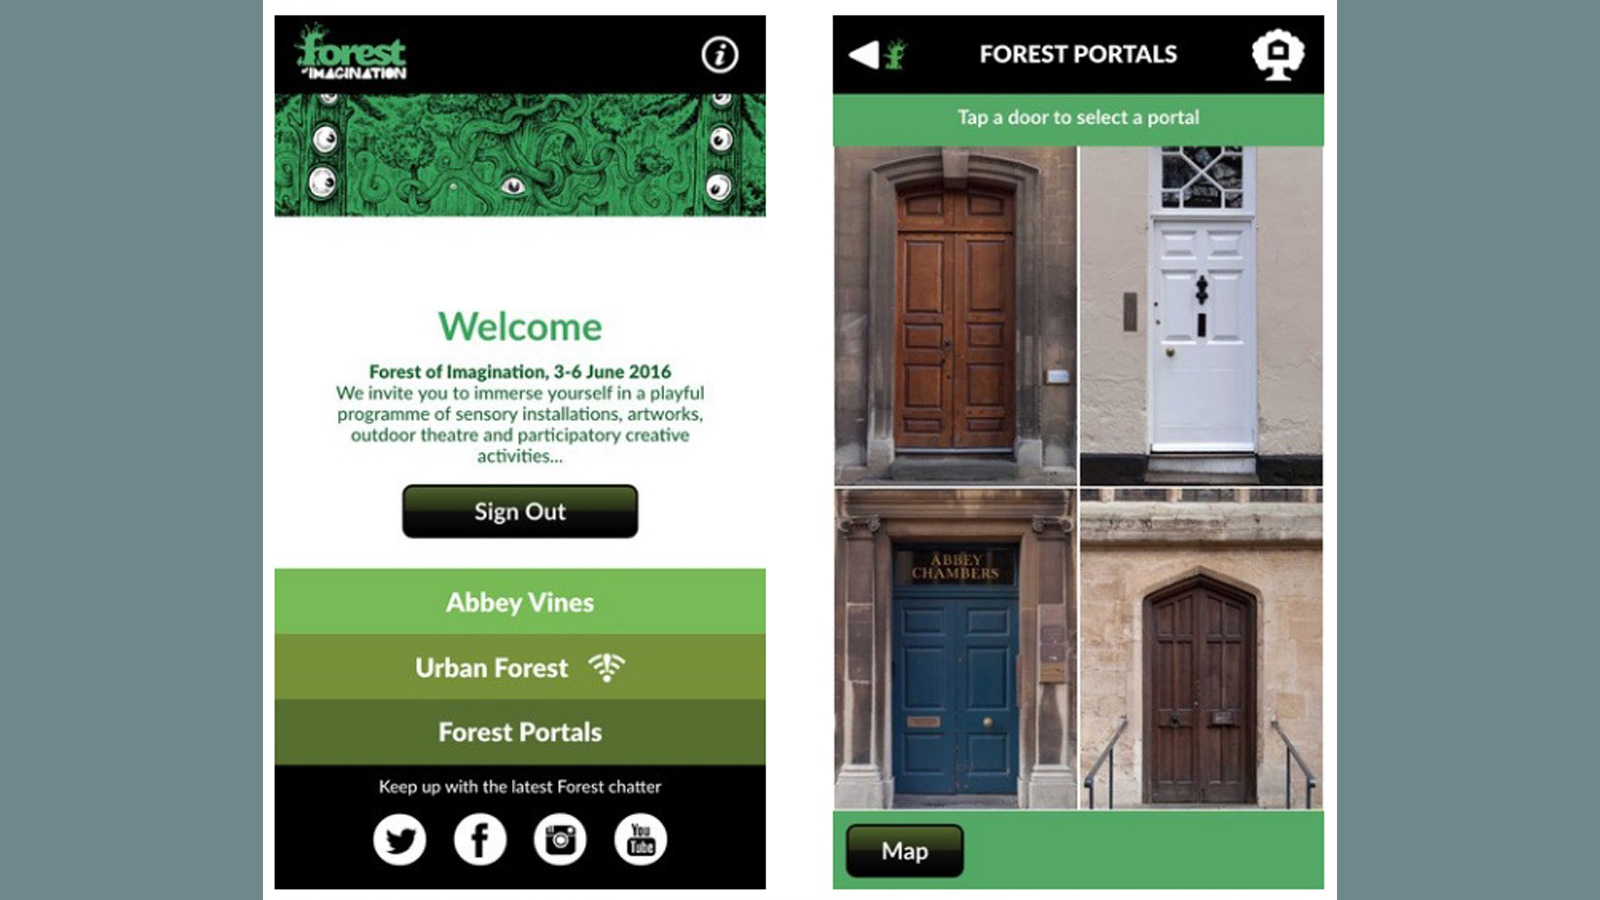 forest
of IMAGINATION
Welcome
Forest of Imagination, 3-6 June 2016
We invite you to immerse yourself in a playful
programme of sensory installations, artworks,
outdoor theatre and participatory creative
activities...
Sign Out
Abbey Vines
Urban Forest
Forest Portals
Keep up with the latest Forest chatter
You
Tube
FOREST PORTALS
Tap a door to select a portal
ABBEY
CHAMBERS
Map